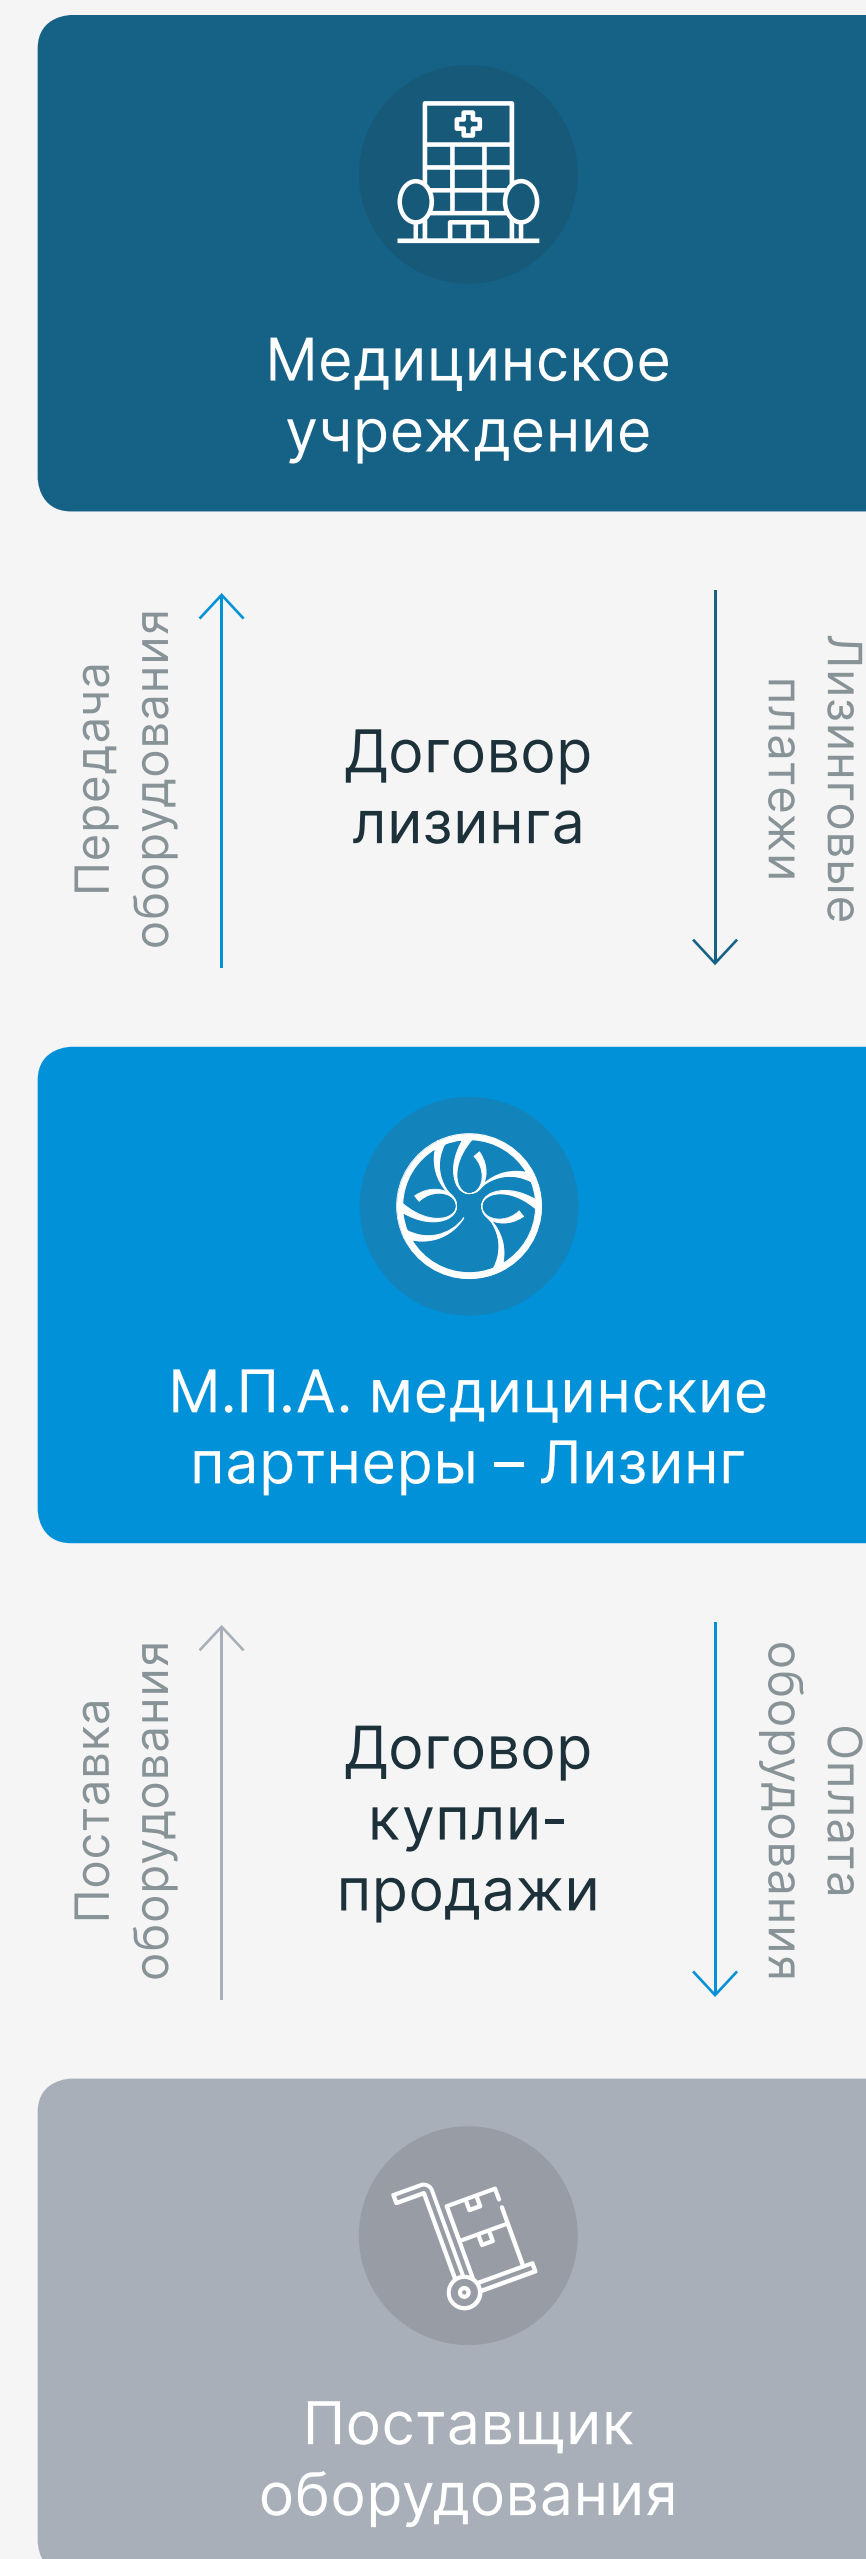 Медицинское
учреждение
Передача
оборудования
Договор
лизинга
Лизинговые
платежи
М.П.А. медицинские
партнеры – Лизинг
Поставка
оборудования
Договор
купли-
продажи
Оплата
оборудования
Поставщик
оборудования